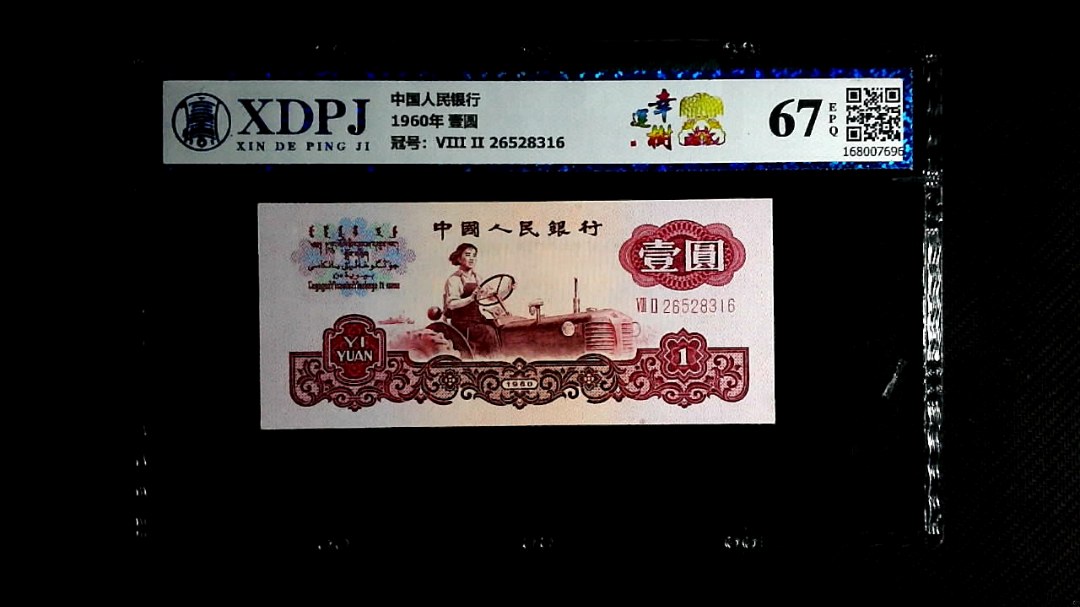 XDPJ
XIN DE PING JI
中国人民银行
1960年 壹圆
冠号：VIII II 26528316
幸
運
樹
67
EPQ
168007696
中國人民銀行
壹圓
VIII II 26528316
YI
YUAN
1
1960